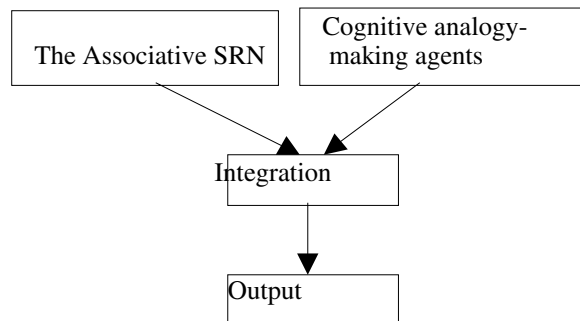 The Associative SRN
Cognitive analogy-
making agents
Integration
Output